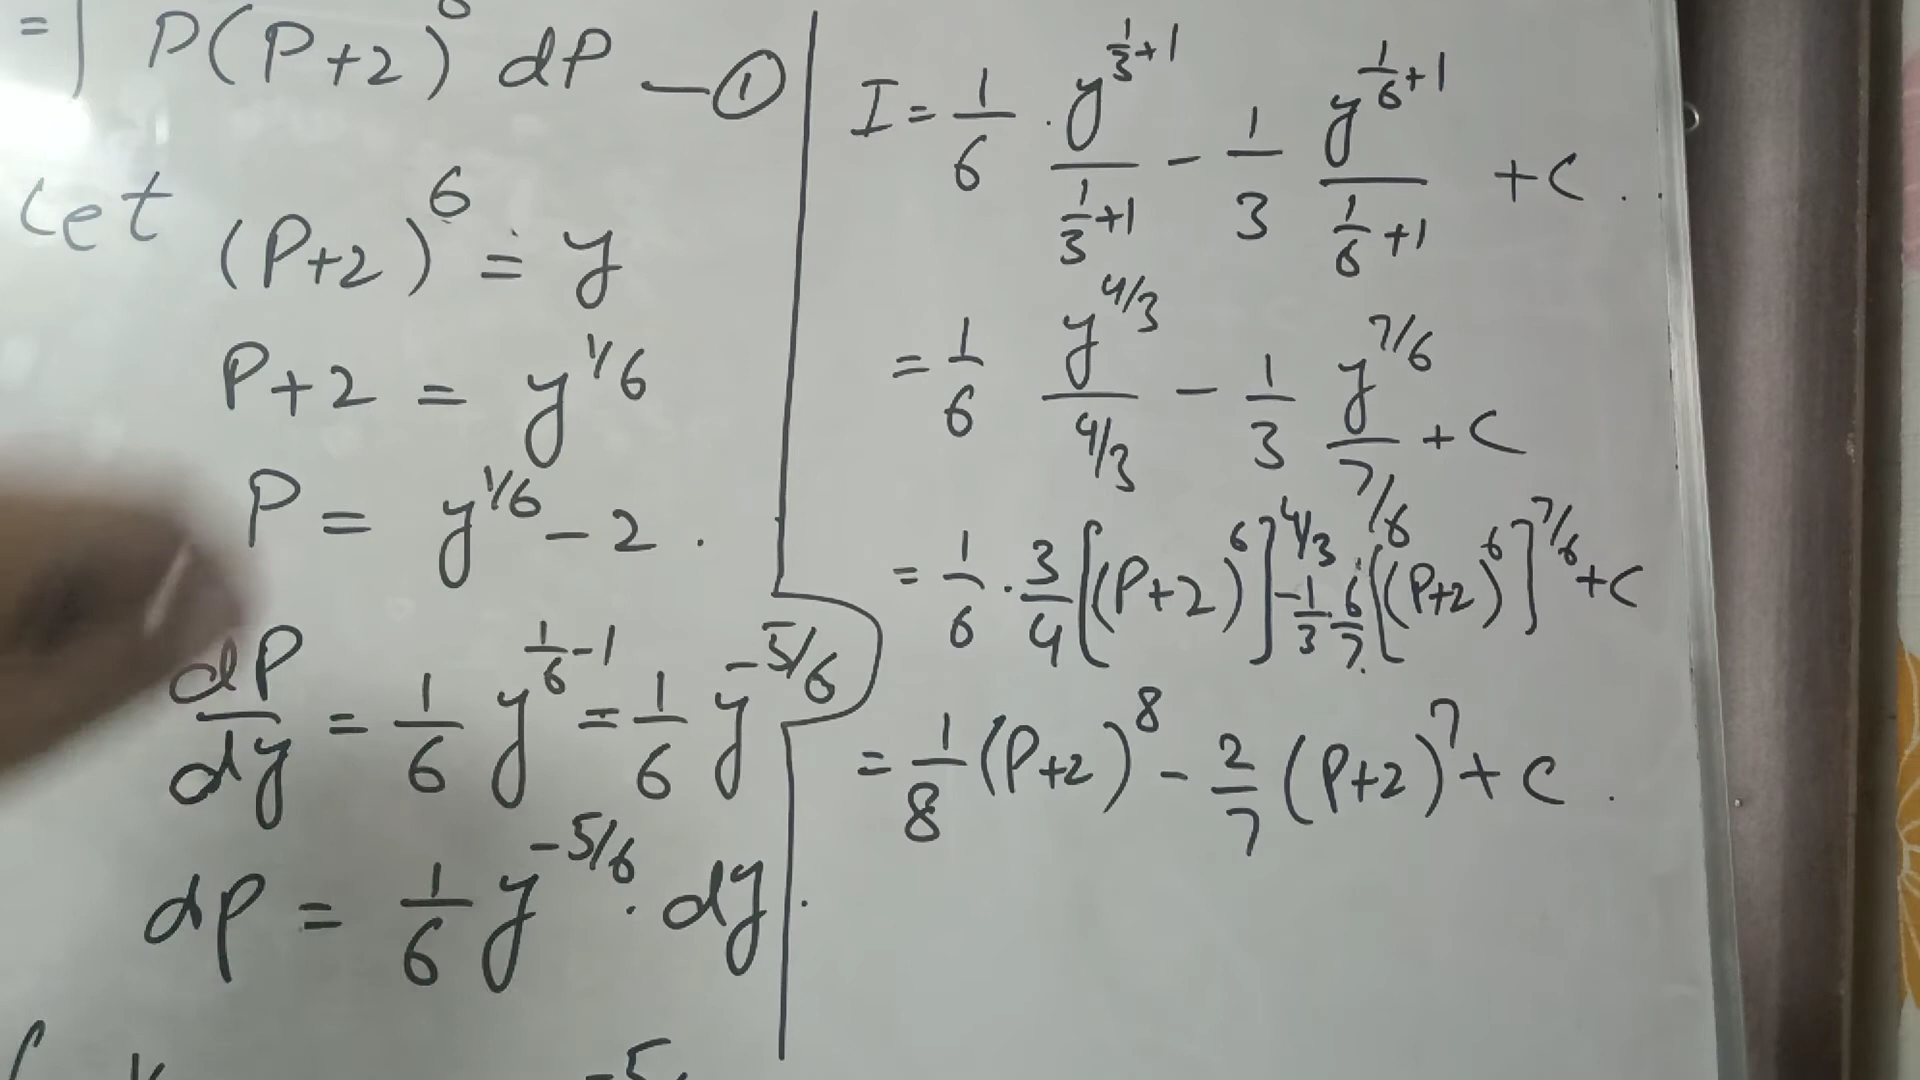 = ∫ P(P+2)⁶ dP — ①
Let (P+2)⁶ = y
P+2 = y^{1/6}
P = y^{1/6} - 2.
dP/dy = 1/6 y^{1/6 - 1} = 1/6 y^{-5/6}
dP = 1/6 y^{-5/6} . dy.
I = 1/6 . y^{1/3 + 1}/(1/3 + 1) - 1/3 y^{1/6 + 1}/(1/6 + 1) + C.
= 1/6 y^{4/3}/(4/3) - 1/3 y^{7/6}/(7/6) + C
= 1/6 . 3/4 [(P+2)⁶]^{4/3} - 1/3 . 6/7 [(P+2)⁶]^{7/6} + C
= 1/8 (P+2)⁸ - 2/7 (P+2)⁷ + C.